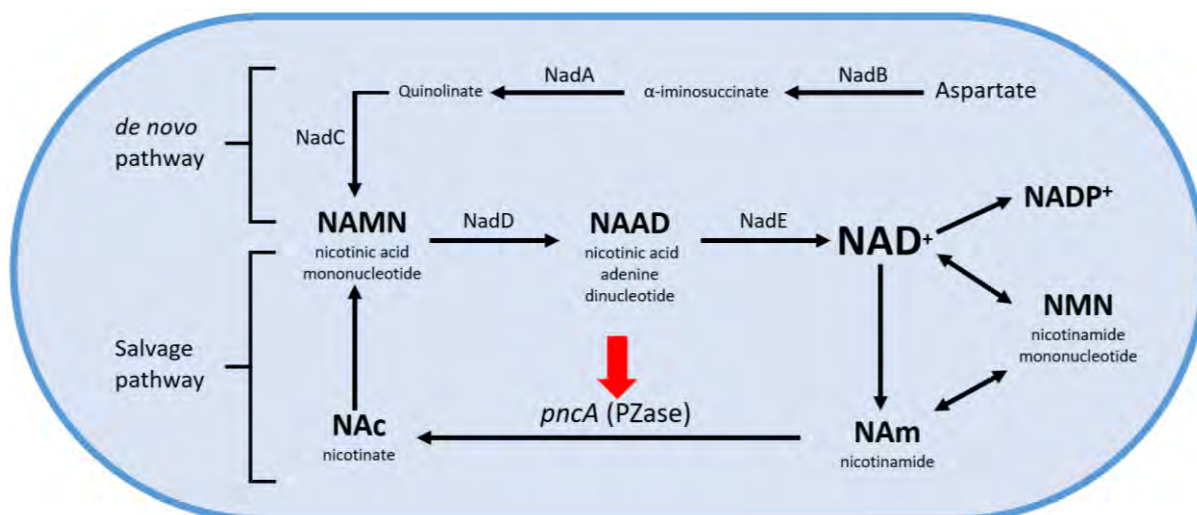 NadA
NadB
Quinolinate
α-iminosuccinate
Aspartate
de novo
pathway
NadC
NADP+
NAMN
nicotinic acid
mononucleotide
NadD
NAAD
nicotinic acid
adenine
dinucleotide
NadE
NAD+
NMN
nicotinamide
mononucleotide
Salvage
pathway
pncA (PZase)
NAc
nicotinate
NAm
nicotinamide